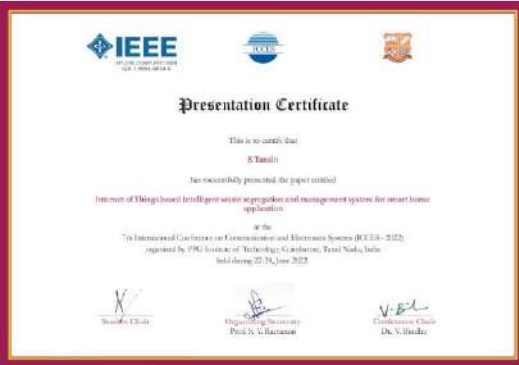 IEEE
ICCES
Presentation Certificate
This is to certify that
has successfully presented the paper entitled
Internet of Things based Intelligent waste segregation and management system for smart home
application
at the
7th International Conference on Communication and Electronics Systems (ICCES - 2022)
organized by PPG Institute of Technology, Coimbatore, Tamil Nadu, India
held during 22-24, June 2022
Session Chair
Organizing Secretary
Conference Chair
Dr. V. Bindhu